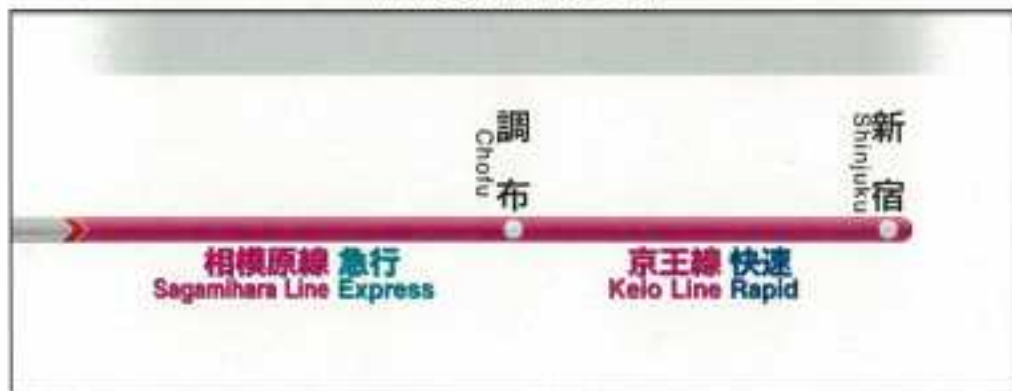 調布
Chofu
新宿
Shinjuku
相模原線 急行
Sagamihara Line Express
京王線 快速
Keio Line Rapid